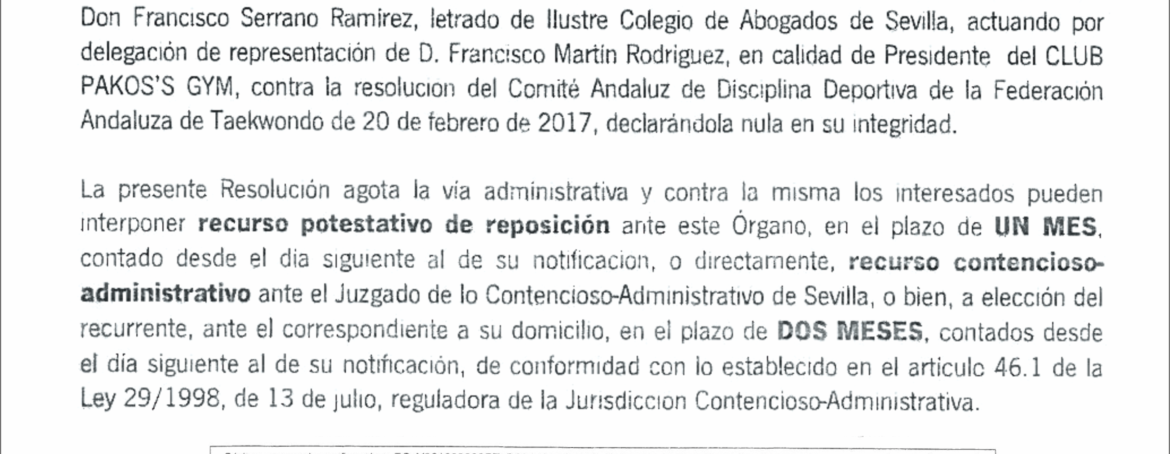 Don Francisco Serrano Ramirez, letrado de Ilustre Colegio de Abogados de Sevilla, actuando por
delegación de representación de D. Francisco Martín Rodriguez, en calidad de Presidente del CLUB
PAKOS'S GYM, contra la resolucion del Comité Andaluz de Disciplina Deportiva de la Federación
Andaluza de Taekwondo de 20 de febrero de 2017, declarándola nula en su integridad.
La presente Resolución agota la vía administrativa y contra la misma los interesados pueden
interponer recurso potestativo de reposición ante este Órgano, en el plazo de UN MES,
contado desde el dia siguiente al de su notificacion, o directamente, recurso contencioso-
administrativo ante el Juzgado de lo Contencioso-Administrativo de Sevilla, o bien, a elección del
recurrente, ante el correspondiente a su domicilio, en el plazo de DOS MESES, contados desde
el día siguiente al de su notificación, de conformidad con lo establecido en el articulo 46.1 de la
Ley 29/1998, de 13 de julio, reguladora de la Jurisdiccion Contencioso-Administrativa.